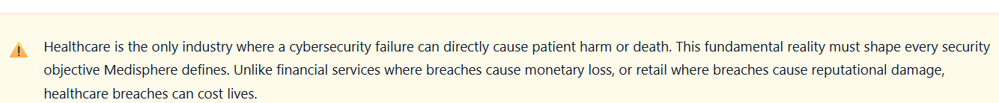 Healthcare is the only industry where a cybersecurity failure can directly cause patient harm or death. This fundamental reality must shape every security
objective Medisphere defines. Unlike financial services where breaches cause monetary loss, or retail where breaches cause reputational damage,
healthcare breaches can cost lives.